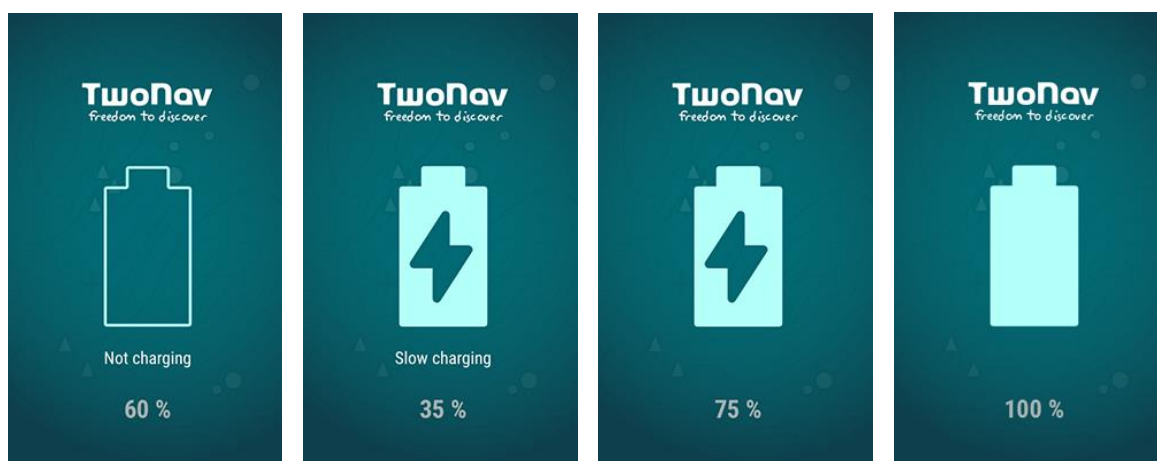 TwoNav
freedom to discover
Not charging
60 %
TwoNav
freedom to discover
Slow charging
35 %
TwoNav
freedom to discover
75 %
TwoNav
freedom to discover
100 %